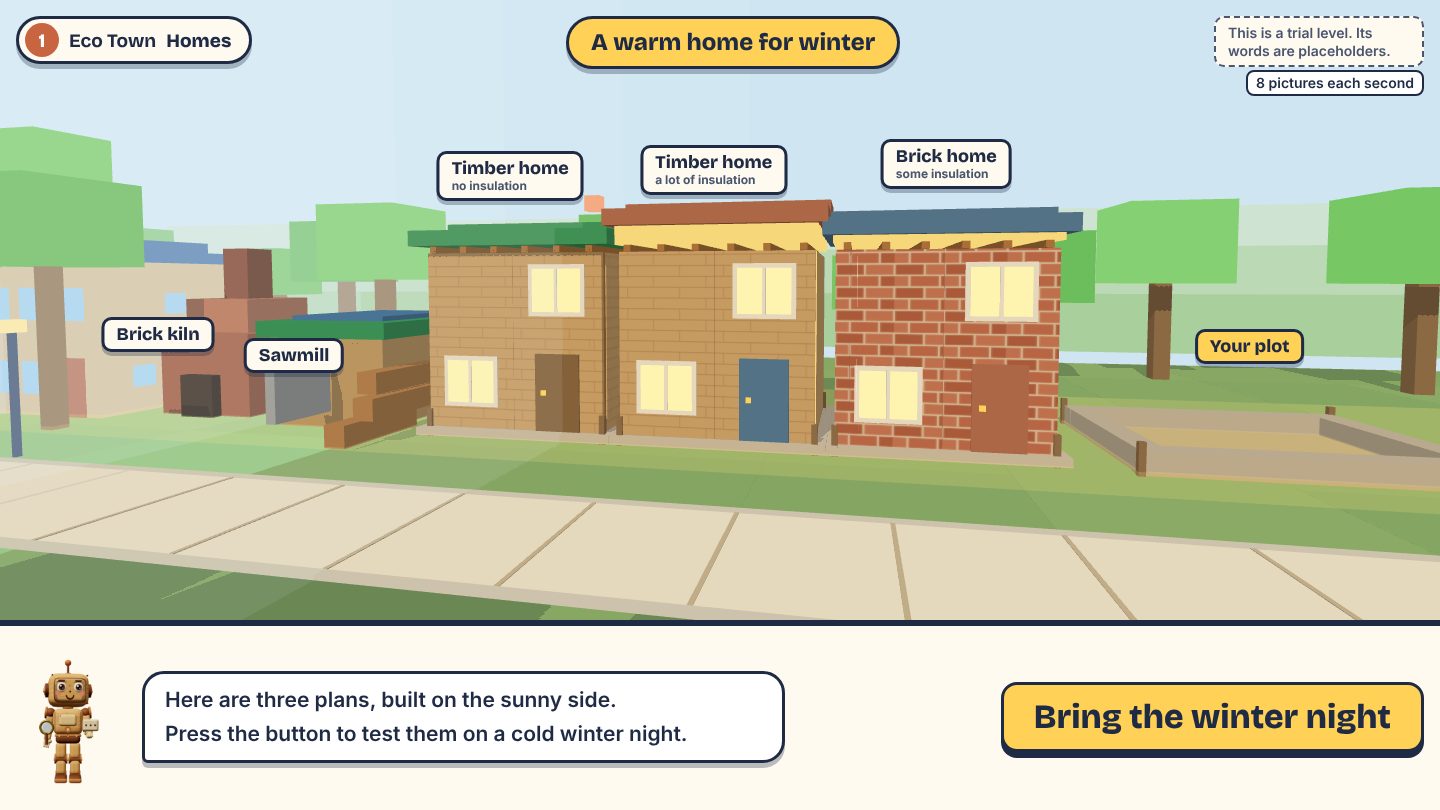 1 Eco Town Homes
A warm home for winter
This is a trial level. Its
words are placeholders.
8 pictures each second
Timber home
no insulation
Timber home
a lot of insulation
Brick home
some insulation
Brick kiln
Sawmill
Your plot
Here are three plans, built on the sunny side.
Press the button to test them on a cold winter night.
Bring the winter night